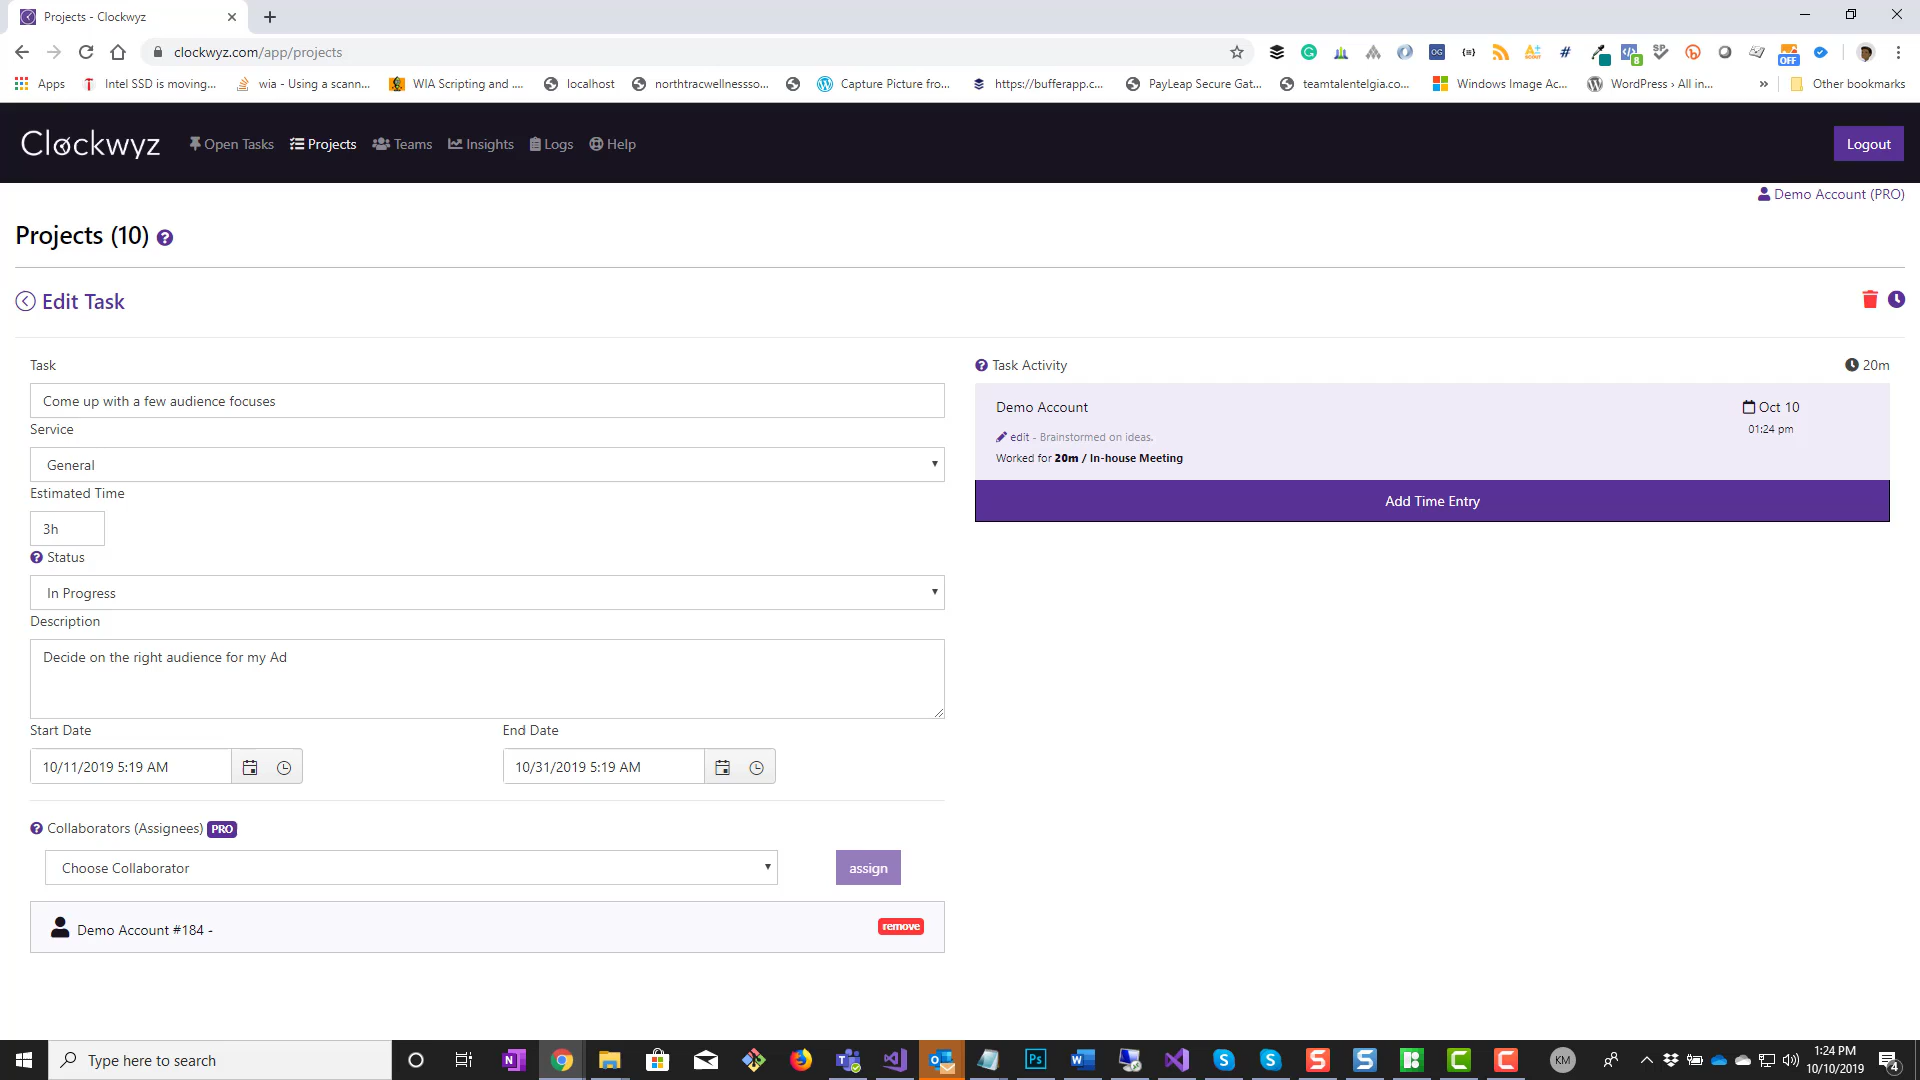 Projects - Clockwyz
clockwyz.com/app/projects
Apps
Intel SSD is moving...
wia - Using a scann...
WIA Scripting and ...
localhost
northtracwellnessso...
Capture Picture fro...
https://bufferapp.c...
PayLeap Secure Gat...
teamtalentelgia.co...
Windows Image Ac...
WordPress › All in...
»
Other bookmarks
Clockwyz
Open Tasks
Projects
Teams
Insights
Logs
Help
Logout
Demo Account (PRO)
Projects (10)
Edit Task
Task
Come up with a few audience focuses
Service
General
Estimated Time
3h
Status
In Progress
Description
Decide on the right audience for my Ad
Start Date
End Date
10/11/2019 5:19 AM
10/31/2019 5:19 AM
Collaborators (Assignees) PRO
Choose Collaborator
assign
Demo Account #184 -
remove
Task Activity
20m
Demo Account
Oct 10
01:24 pm
edit - Brainstormed on ideas.
Worked for 20m / In-house Meeting
Add Time Entry
Type here to search
KM
1:24 PM
10/10/2019
4